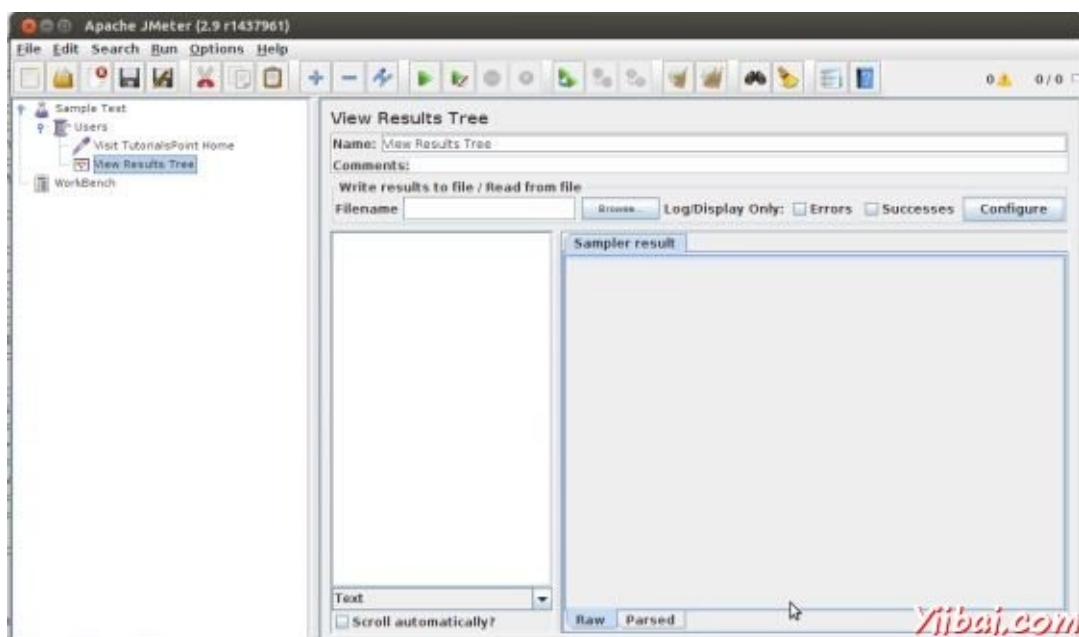 Apache JMeter (2.9 r1437961)
File Edit Search Run Options Help
0 0 / 0
Sample Test
Users
Visit TutorialsPoint Home
View Results Tree
WorkBench
View Results Tree
Name: View Results Tree
Comments:
Write results to file / Read from file
Filename Browse... Log/Display Only: Errors Successes Configure
Sampler result
Text
Scroll automatically?
Raw Parsed
Yiibai.com